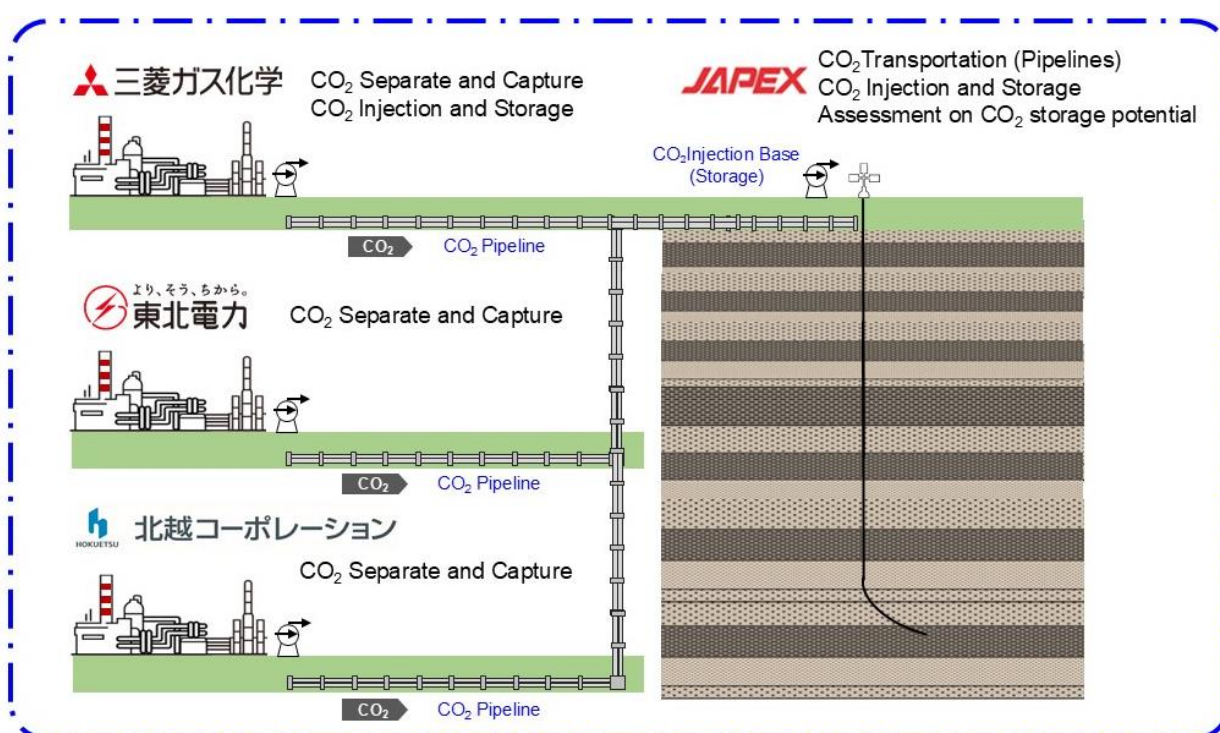 三菱ガス化学
CO₂ Separate and Capture
CO₂ Injection and Storage
JAPEX
CO₂Transportation (Pipelines)
CO₂ Injection and Storage
Assessment on CO₂ storage potential
CO₂Injection Base
(Storage)
CO₂
CO₂ Pipeline
より、そう、ちから。
東北電力
CO₂ Separate and Capture
CO₂
CO₂ Pipeline
HOKUETSU
北越コーポレーション
CO₂ Separate and Capture
CO₂
CO₂ Pipeline